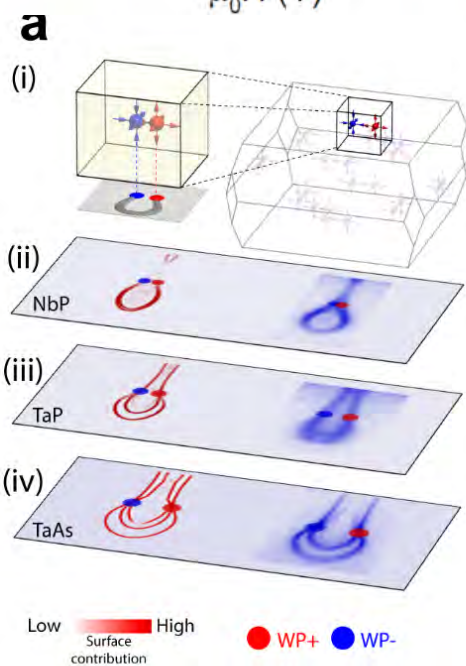 a
(i)
(ii)
NbP
(iii)
TaP
(iv)
TaAs
Low High
Surface
contribution
WP+ WP-